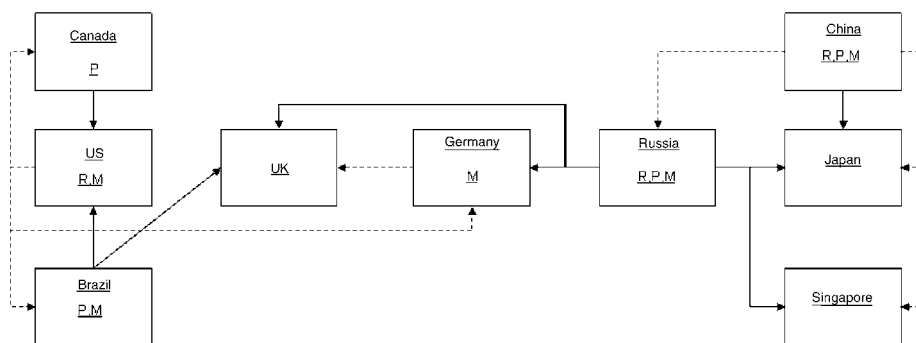 Canada
P
China
R,P,M
US
R,M
UK
Germany
M
Russia
R,P,M
Japan
Brazil
P,M
Singapore